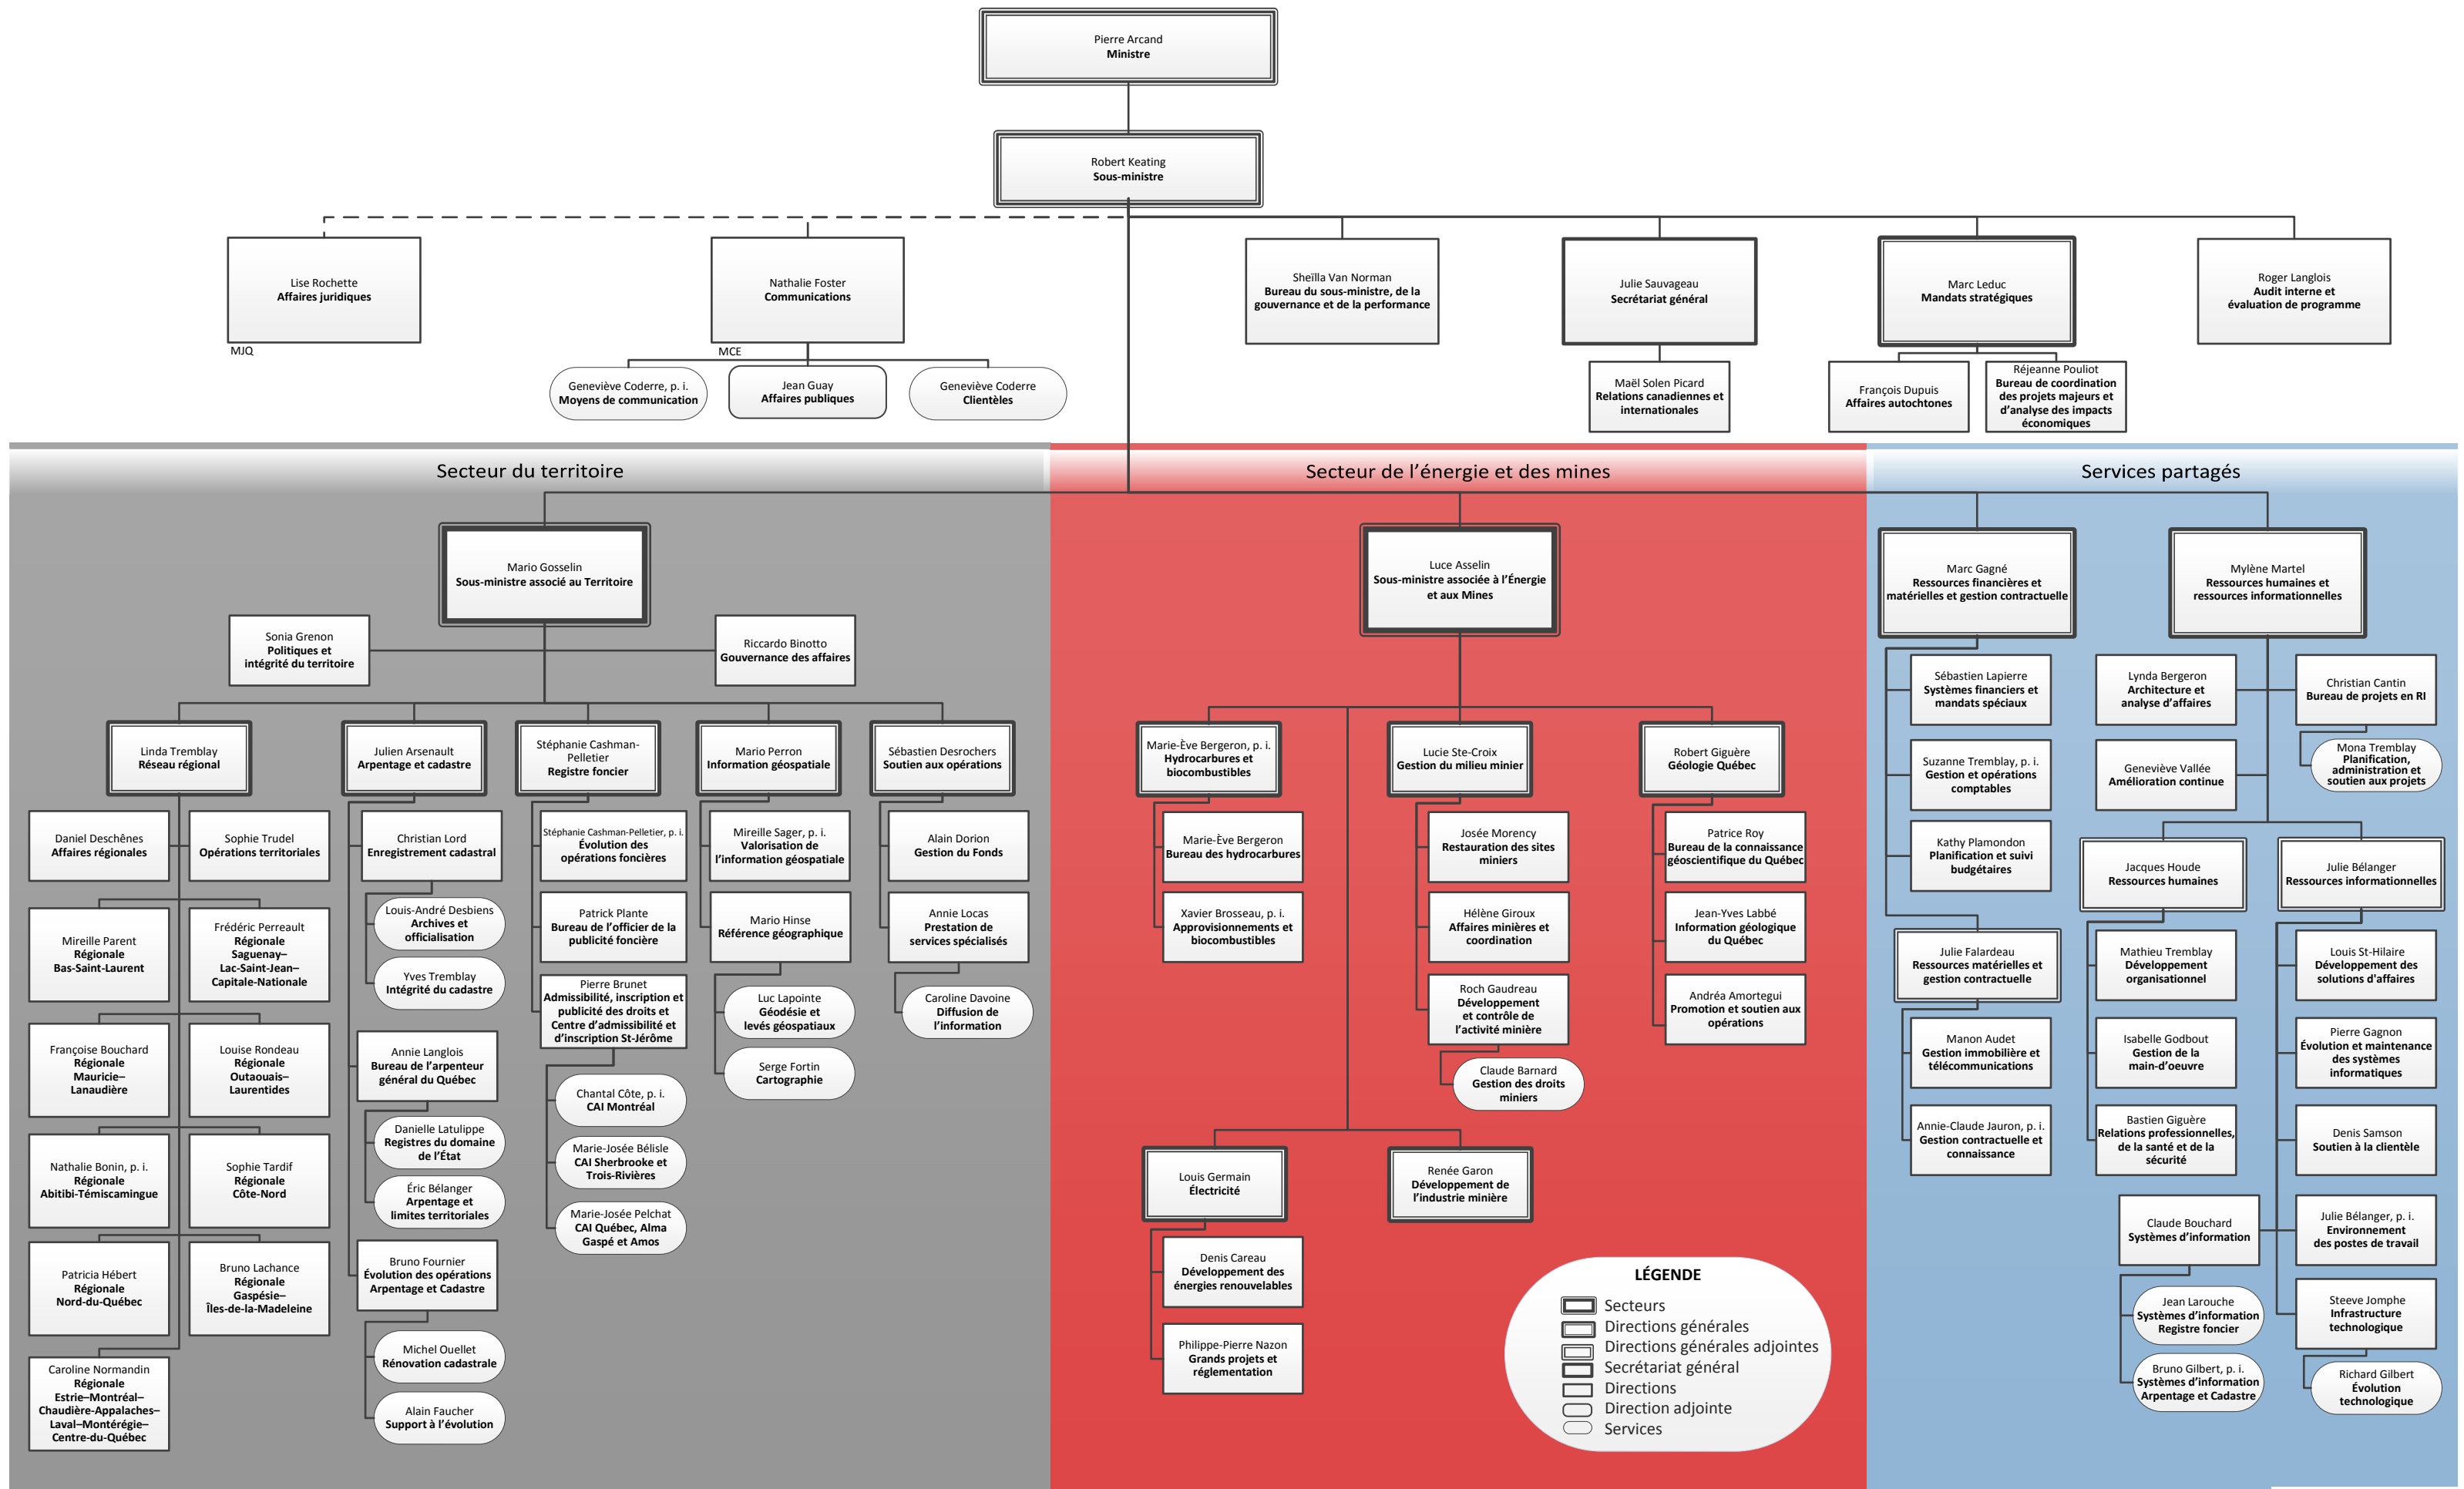 Pierre Arcand
Ministre
Robert Keating
Sous-ministre
Lise Rochette
Affaires juridiques
MJQ
Nathalie Foster
Communications
MCE
Sheïlla Van Norman
Bureau du sous-ministre, de la
gouvernance et de la performance
Julie Sauvageau
Secrétariat général
Marc Leduc
Mandats stratégiques
Roger Langlois
Audit interne et
évaluation de programme
Geneviève Coderre, p. i.
Moyens de communication
Jean Guay
Affaires publiques
Geneviève Coderre
Clientèles
Maël Solen Picard
Relations canadiennes et
internationales
François Dupuis
Affaires autochtones
Réjeanne Pouliot
Bureau de coordination
des projets majeurs et
d'analyse des impacts
économiques
Secteur du territoire
Mario Gosselin
Sous-ministre associé au Territoire
Sonia Grenon
Politiques et
intégrité du territoire
Riccardo Binotto
Gouvernance des affaires
Linda Tremblay
Réseau régional
Daniel Deschênes
Affaires régionales
Sophie Trudel
Opérations territoriales
Mireille Parent
Régionale
Bas-Saint-Laurent
Frédéric Perreault
Régionale
Saguenay–
Lac-Saint-Jean–
Capitale-Nationale
Françoise Bouchard
Régionale
Mauricie–
Lanaudière
Louise Rondeau
Régionale
Outaouais–
Laurentides
Nathalie Bonin, p. i.
Régionale
Abitibi-Témiscamingue
Sophie Tardif
Régionale
Côte-Nord
Patricia Hébert
Régionale
Nord-du-Québec
Bruno Lachance
Régionale
Gaspésie–
Îles-de-la-Madeleine
Caroline Normandin
Régionale
Estrie–Montréal–
Chaudière-Appalaches–
Laval–Montérégie–
Centre-du-Québec
Julien Arsenault
Arpentage et cadastre
Christian Lord
Enregistrement cadastral
Louis-André Desbiens
Archives et
officialisation
Yves Tremblay
Intégrité du cadastre
Annie Langlois
Bureau de l'arpenteur
général du Québec
Danielle Latulippe
Registres du domaine
de l'État
Éric Bélanger
Arpentage et
limites territoriales
Bruno Fournier
Évolution des opérations
Arpentage et Cadastre
Michel Ouellet
Rénovation cadastrale
Alain Faucher
Support à l'évolution
Stéphanie Cashman-
Pelletier
Registre foncier
Stéphanie Cashman-Pelletier, p. i.
Évolution des
opérations foncières
Patrick Plante
Bureau de l'officier de la
publicité foncière
Pierre Brunet
Admissibilité, inscription et
publicité des droits et
Centre d'admissibilité et
d'inscription St-Jérôme
Chantal Côte, p. i.
CAI Montréal
Marie-Josée Bélisle
CAI Sherbrooke et
Trois-Rivières
Marie-Josée Pelchat
CAI Québec, Alma
Gaspé et Amos
Mario Perron
Information géospatiale
Mireille Sager, p. i.
Valorisation de
l'information géospatiale
Mario Hinse
Référence géographique
Luc Lapointe
Géodésie et
levés géospatiaux
Serge Fortin
Cartographie
Sébastien Desrochers
Soutien aux opérations
Alain Dorion
Gestion du Fonds
Annie Locas
Prestation de
services spécialisés
Caroline Davoine
Diffusion de
l'information
Secteur de l'énergie et des mines
Luce Asselin
Sous-ministre associée à l'Énergie
et aux Mines
Marie-Ève Bergeron, p. i.
Hydrocarbures et
biocombustibles
Marie-Ève Bergeron
Bureau des hydrocarbures
Xavier Brosseau, p. i.
Approvisionnements et
biocombustibles
Lucie Ste-Croix
Gestion du milieu minier
Josée Morency
Restauration des sites
miniers
Hélène Giroux
Affaires minières et
coordination
Roch Gaudreau
Développement
et contrôle de
l'activité minière
Claude Barnard
Gestion des droits
miniers
Robert Giguère
Géologie Québec
Patrice Roy
Bureau de la connaissance
géoscientifique du Québec
Jean-Yves Labbé
Information géologique
du Québec
Andréa Amortegui
Promotion et soutien aux
opérations
Louis Germain
Électricité
Denis Careau
Développement des
énergies renouvelables
Philippe-Pierre Nazon
Grands projets et
réglementation
Renée Garon
Développement de
l'industrie minière
LÉGENDE
Secteurs
Directions générales
Directions générales adjointes
Secrétariat général
Directions
Direction adjointe
Services
Services partagés
Marc Gagné
Ressources financières et
matérielles et gestion contractuelle
Sébastien Lapierre
Systèmes financiers et
mandats spéciaux
Suzanne Tremblay, p. i.
Gestion et opérations
comptables
Kathy Plamondon
Planification et suivi
budgétaires
Julie Falardeau
Ressources matérielles et
gestion contractuelle
Manon Audet
Gestion immobilière et
télécommunications
Annie-Claude Jauron, p. i.
Gestion contractuelle et
connaissance
Mylène Martel
Ressources humaines et
ressources informationnelles
Lynda Bergeron
Architecture et
analyse d'affaires
Christian Cantin
Bureau de projets en RI
Mona Tremblay
Planification,
administration et
soutien aux projets
Geneviève Vallée
Amélioration continue
Jacques Houde
Ressources humaines
Mathieu Tremblay
Développement
organisationnel
Isabelle Godbout
Gestion de la
main-d'oeuvre
Bastien Giguère
Relations professionnelles,
de la santé et de la
sécurité
Julie Bélanger
Ressources informationnelles
Louis St-Hilaire
Développement des
solutions d'affaires
Pierre Gagnon
Évolution et maintenance
des systèmes
informatiques
Denis Samson
Soutien à la clientèle
Claude Bouchard
Systèmes d'information
Julie Bélanger, p. i.
Environnement
des postes de travail
Jean Larouche
Systèmes d'information
Registre foncier
Bruno Gilbert, p. i.
Systèmes d'information
Arpentage et Cadastre
Steeve Jomphe
Infrastructure
technologique
Richard Gilbert
Évolution
technologique